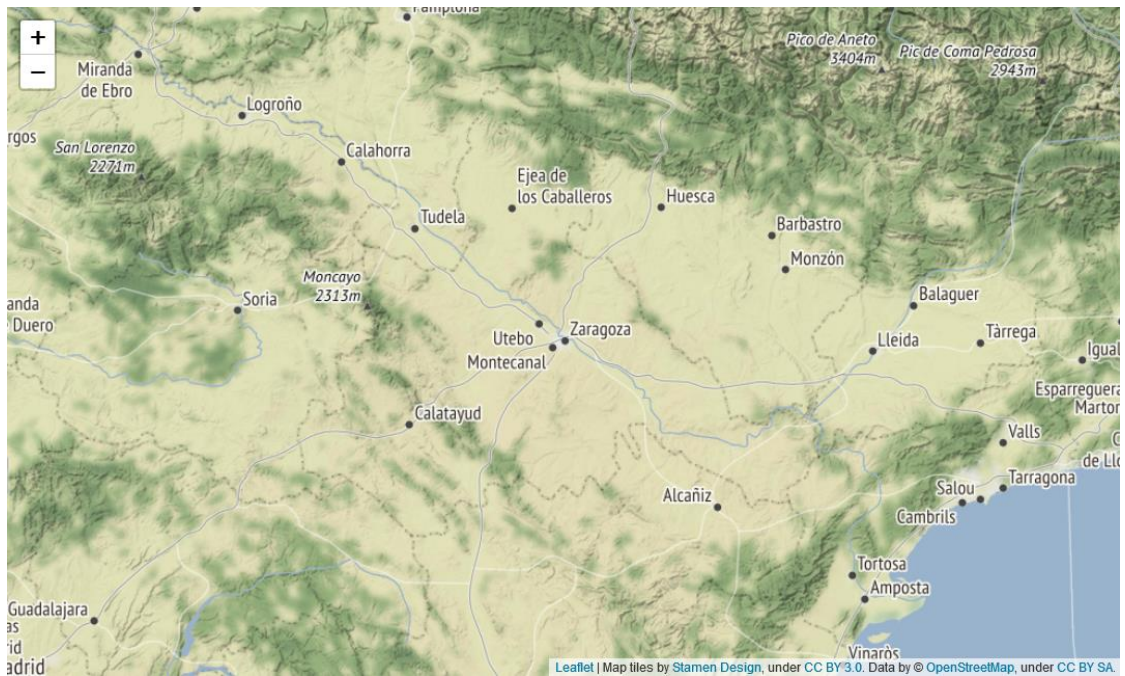 Pamplona
+
−
Pico de Aneto
3404m
Pic de Coma Pedrosa
2943m
Miranda
de Ebro
Logroño
rgos
San Lorenzo
2271m
Calahorra
Ejea de
los Caballeros
Huesca
Tudela
Barbastro
Monzón
Moncayo
2313m
Soria
anda
Duero
Balaguer
Utebo
Zaragoza
Montecanal
Lleida
Tàrrega
Igual
Esparreguera
Martor
Calatayud
Valls
C
de Llo
Alcañiz
Salou
Tarragona
Cambrils
Tortosa
Amposta
Guadalajara
as
rid
adrid
Vinaròs
Leaflet | Map tiles by Stamen Design, under CC BY 3.0. Data by © OpenStreetMap, under CC BY SA.